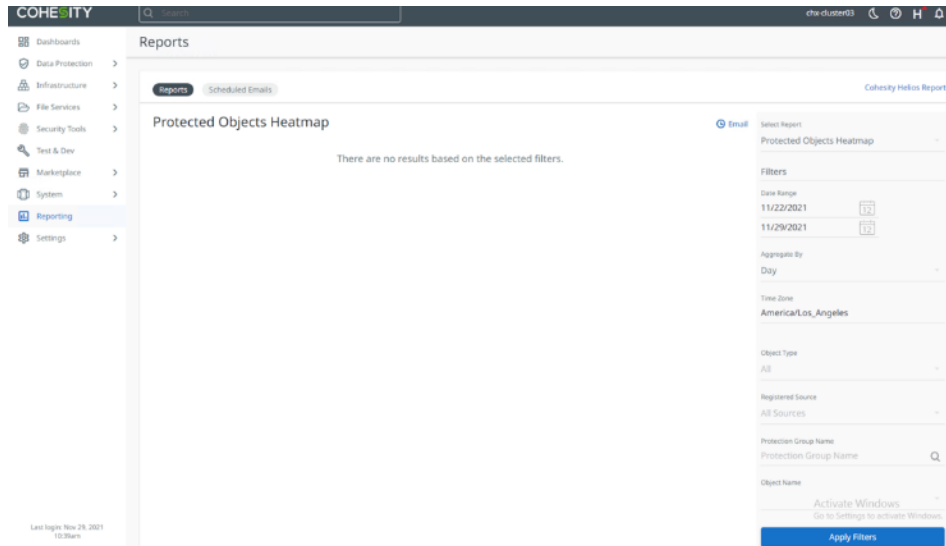 COHESITY
Search
chx-cluster03
H
Dashboards
Data Protection
Infrastructure
File Services
Security Tools
Test & Dev
Marketplace
System
Reporting
Settings
Last login: Nov 29, 2021
10:39am
Reports
Reports
Scheduled Emails
Cohesity Helios Report
Protected Objects Heatmap
Email
There are no results based on the selected filters.
Select Report
Protected Objects Heatmap
Filters
Date Range
11/22/2021
12
11/29/2021
12
Aggregate By
Day
Time Zone
America/Los_Angeles
Object Type
All
Registered Source
All Sources
Protection Group Name
Protection Group Name
Object Name
Activate Windows
Go to Settings to activate Windows.
Apply Filters